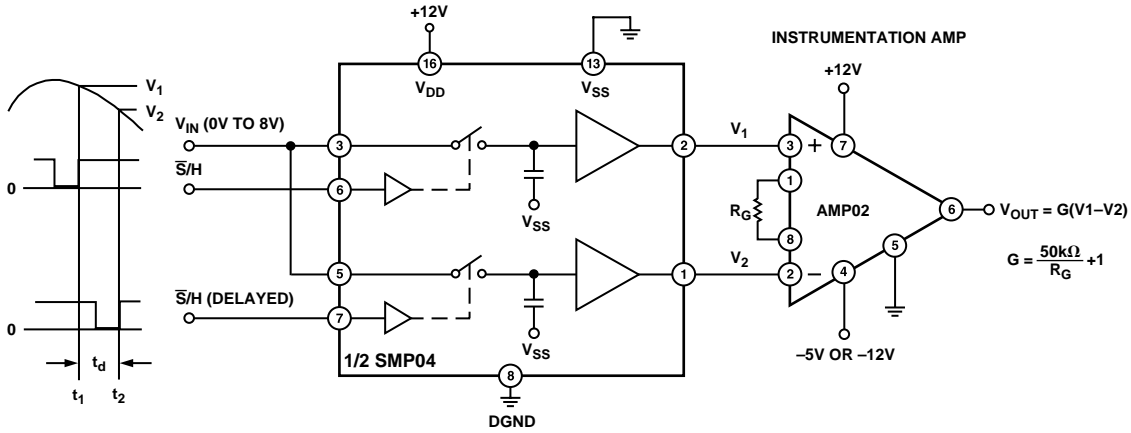 +12V
INSTRUMENTATION AMP
16
13
+12V
VDD
VSS
V1
V2
VIN (0V TO 8V)
3
2
V1
3
+
7
S̅/H
0
6
1
VSS
RG
AMP02
6
VOUT = G(V1–V2)
8
5
G = 50kΩ/RG +1
5
1
V2
2
–
4
S̅/H (DELAYED)
0
7
VSS
–5V OR –12V
td
1/2 SMP04
t1
t2
8
DGND